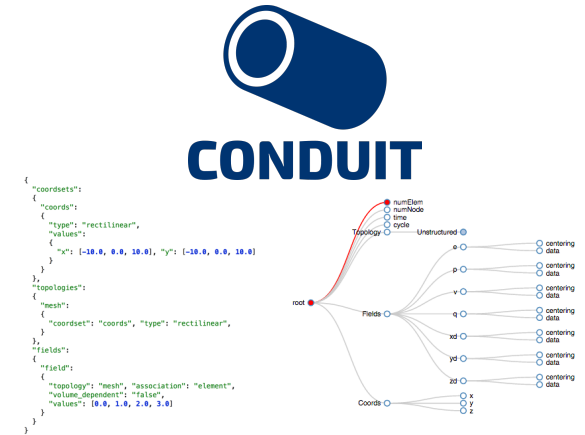 CONDUIT
{
"coordsets":
{
"coords":
{
"type": "rectilinear",
"values":
{
"x": [-10.0, 0.0, 10.0], "y": [-10.0, 0.0, 10.0]
}
}
},
"topologies":
{
"mesh":
{
"coordset": "coords", "type": "rectilinear",
}
},
"fields":
{
"field":
{
"topology": "mesh", "association": "element",
"volume_dependent": "false",
"values": [0.0, 1.0, 2.0, 3.0]
}
}
}
numElem
numNode
time
cycle
Topology
Unstructured
e
centering
data
p
centering
data
v
centering
data
root
Fields
q
centering
data
xd
centering
data
yd
centering
data
zd
centering
data
Coords
x
y
z